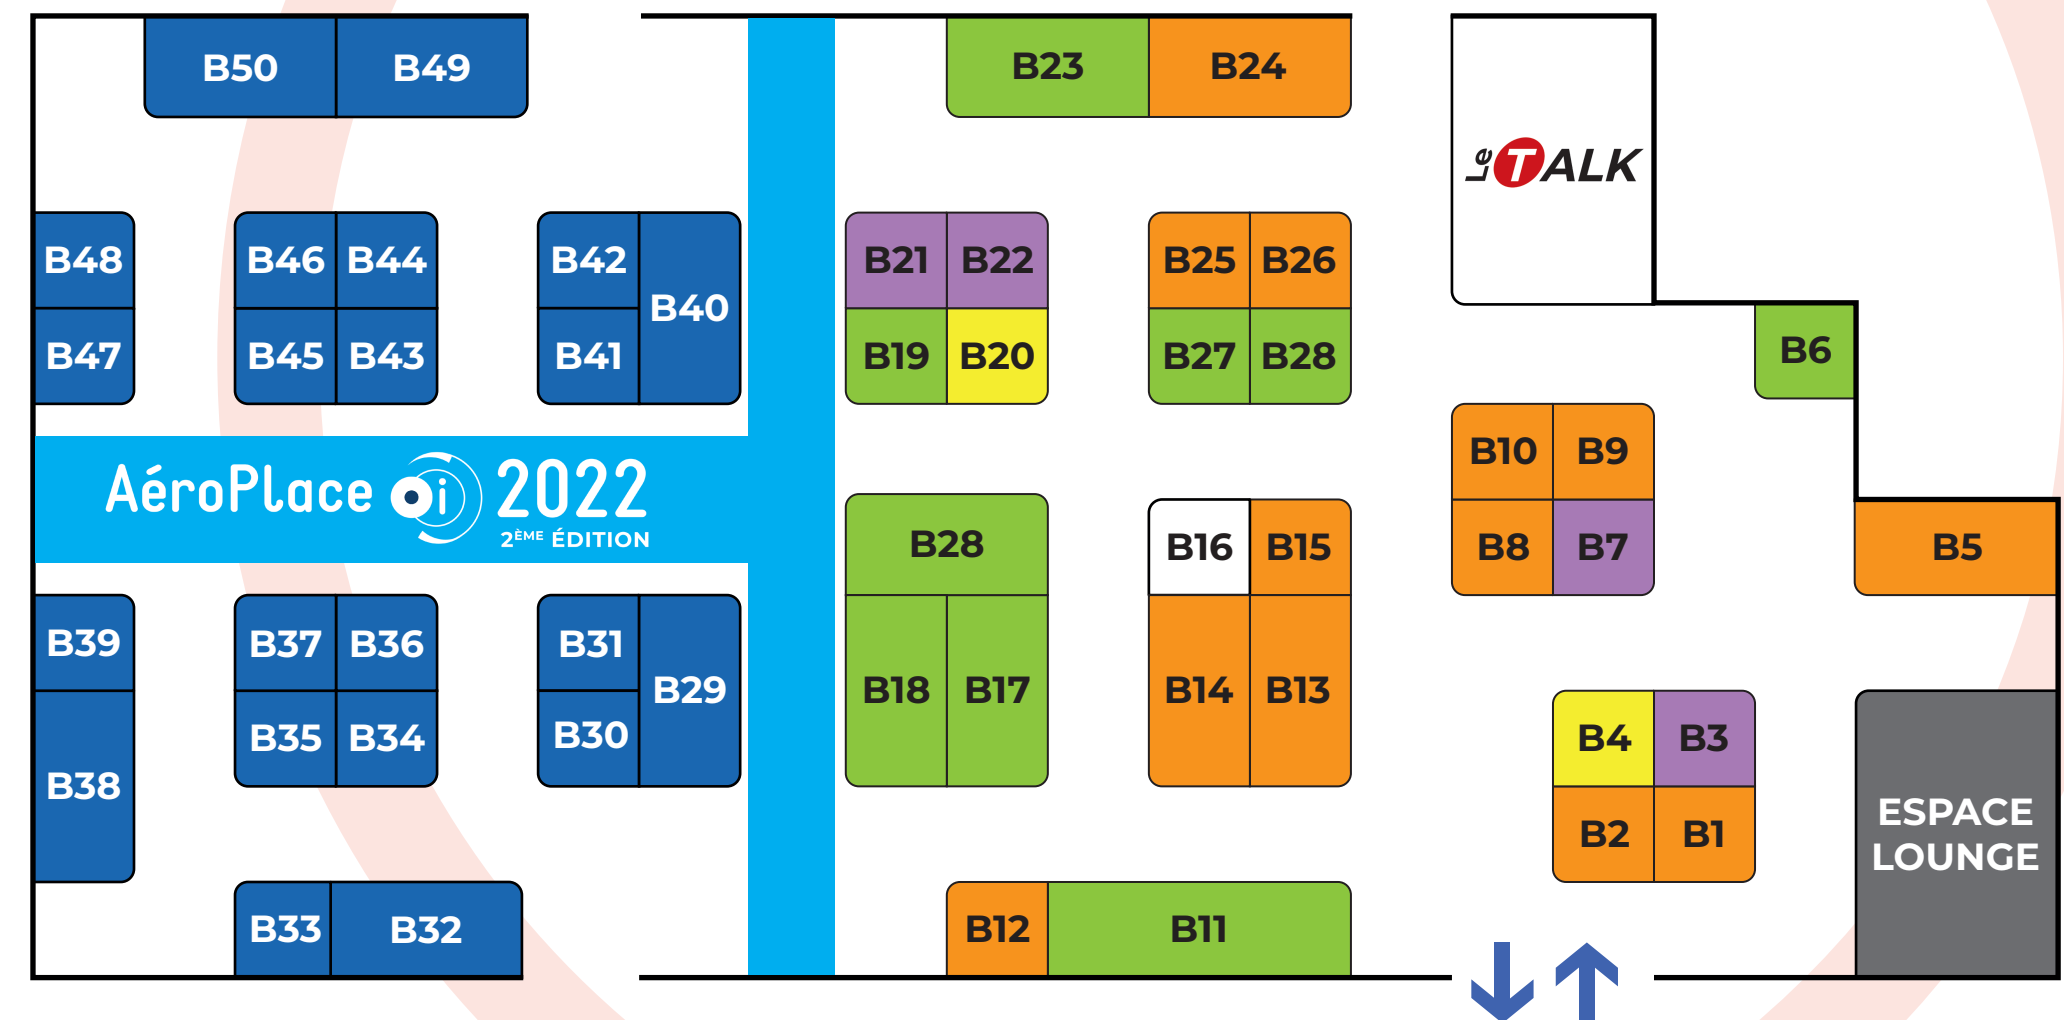 B50 B49 B23 B24
Le TALK
B48 B46 B44 B42 B40 B21 B22 B25 B26
B47 B45 B43 B41 B19 B20 B27 B28 B6
AéroPlace Oi 2022
2ÈME ÉDITION
B10 B9
B28 B16 B15 B8 B7 B5
B39 B37 B36 B31 B29 B18 B17 B14 B13
B38 B35 B34 B30 B4 B3
B2 B1
ESPACE
LOUNGE
B33 B32 B12 B11